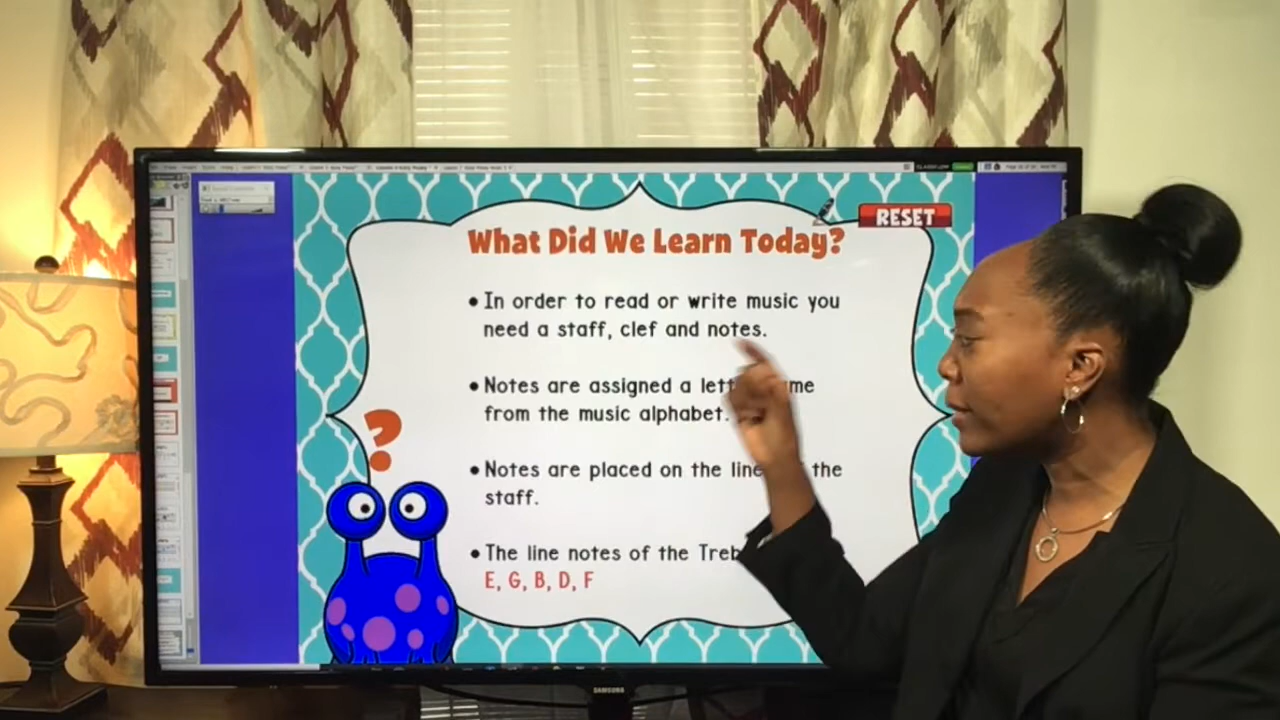 RESET
What Did We Learn Today?
• In order to read or write music you
need a staff, clef and notes.
• Notes are assigned a
from the music alphabet.
• Notes are placed on the the
staff.
• The line notes of the
E, G, B, D, F
SAMSUNG